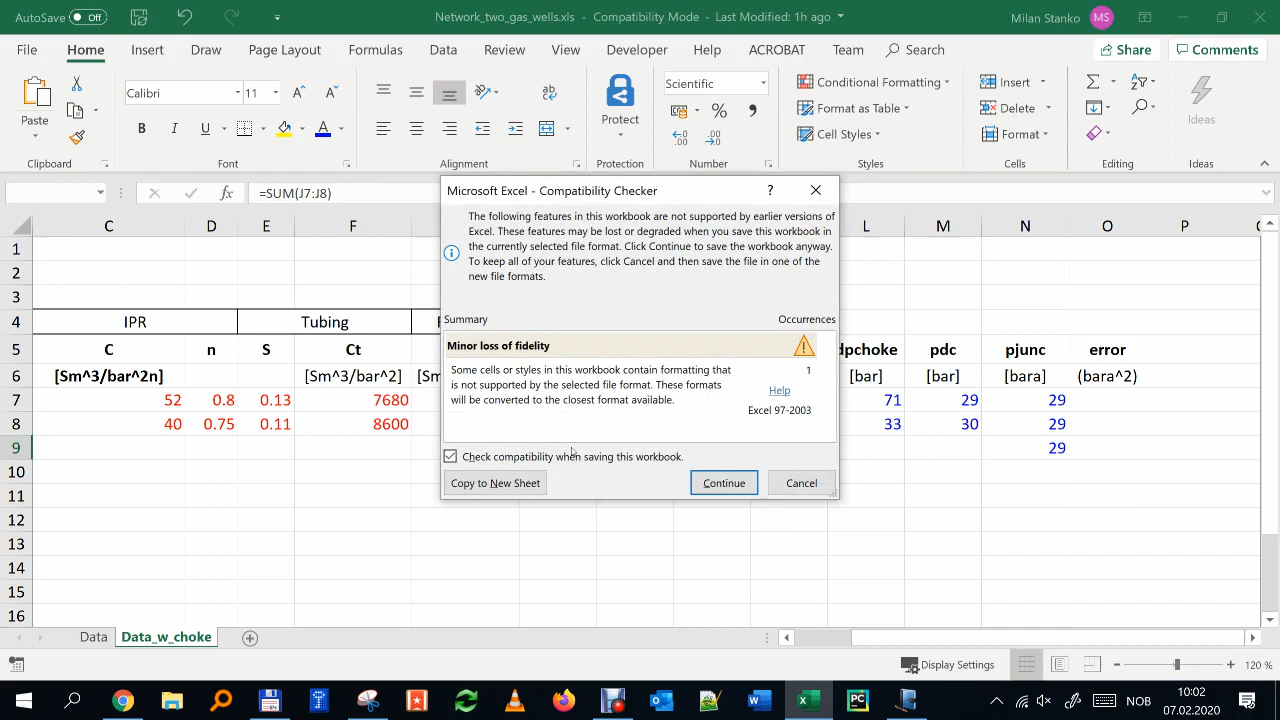 AutoSave Off Network_two_gas_wells.xls - Compatibility Mode - Last Modified: 1h ago Milan Stanko MS
File Home Insert Draw Page Layout Formulas Data Review View Developer Help ACROBAT Team Search Share Comments
Paste Calibri 11 B I U A Protect Scientific % , Conditional Formatting Format as Table Cell Styles Insert Delete Format Ideas
Clipboard Font Alignment Protection Number Styles Cells Editing Ideas
fx =SUM(J7:J8)
C D E F L M N O P
1
2
3
4 IPR Tubing
5 C n S Ct dpchoke pdc pjunc error
6 [Sm^3/bar^2n] [Sm^3/bar^2] [bar] [bar] [bara] (bara^2)
7 52 0.8 0.13 7680 71 29 29
8 40 0.75 0.11 8600 33 30 29
9 29
10
11
12
13
14
15
16
Microsoft Excel - Compatibility Checker ?
The following features in this workbook are not supported by earlier versions of
Excel. These features may be lost or degraded when you save this workbook in
the currently selected file format. Click Continue to save the workbook anyway.
To keep all of your features, click Cancel and then save the file in one of the
new file formats.
Summary Occurrences
Minor loss of fidelity
Some cells or styles in this workbook contain formatting that 1
is not supported by the selected file format. These formats Help
will be converted to the closest format available. Excel 97-2003
Check compatibility when saving this workbook.
Copy to New Sheet Continue Cancel
Data Data_w_choke
Display Settings 120 %
NOB 10:02
07.02.2020